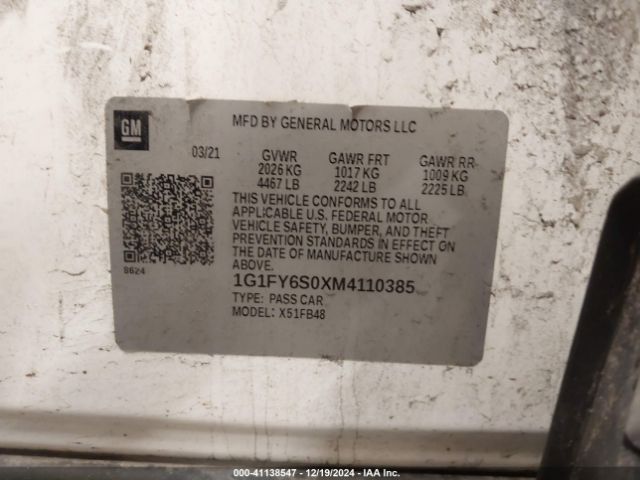 GM
MFD BY GENERAL MOTORS LLC
03/21
GVWR GAWR FRT GAWR RR
2026 KG 1017 KG 1009 KG
4467 LB 2242 LB 2225 LB
THIS VEHICLE CONFORMS TO ALL
APPLICABLE U.S. FEDERAL MOTOR
VEHICLE SAFETY, BUMPER, AND THEFT
PREVENTION STANDARDS IN EFFECT ON
THE DATE OF MANUFACTURE SHOWN
ABOVE.
8624
1G1FY6S0XM4110385
TYPE: PASS CAR
MODEL: X51FB48
000-41138547 - 12/19/2024 - IAA Inc.